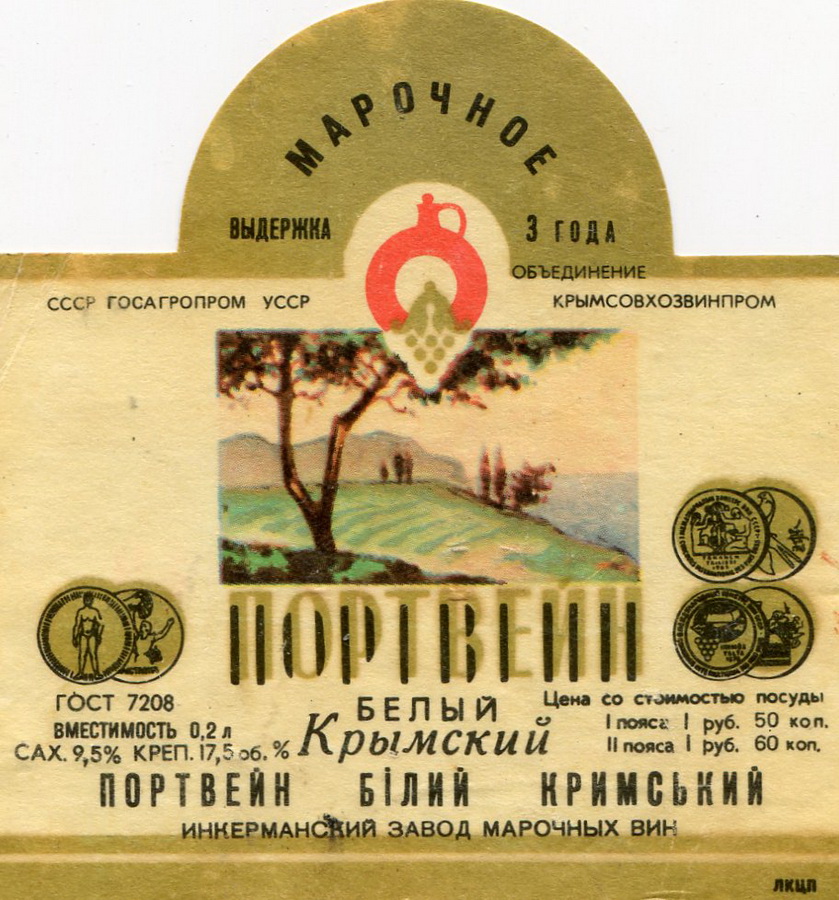 МАРОЧНОЕ
ВЫДЕРЖКА 3 ГОДА
ОБЪЕДИНЕНИЕ
СССР ГОСАГРОПРОМ УССР КРЫМСОВХОЗВИНПРОМ
ПОРТВЕЙН
БЕЛЫЙ
Крымский
ГОСТ 7208
ВМЕСТИМОСТЬ 0,2 л
САХ. 9,5% КРЕП. 17,5 об. %
Цена со стоимостью посуды
I пояса 1 руб. 50 коп.
II пояса 1 руб. 60 коп.
ПОРТВЕЙН БІЛИЙ КРИМСЬКИЙ
ИНКЕРМАНСКИЙ ЗАВОД МАРОЧНЫХ ВИН
ЛКЦП